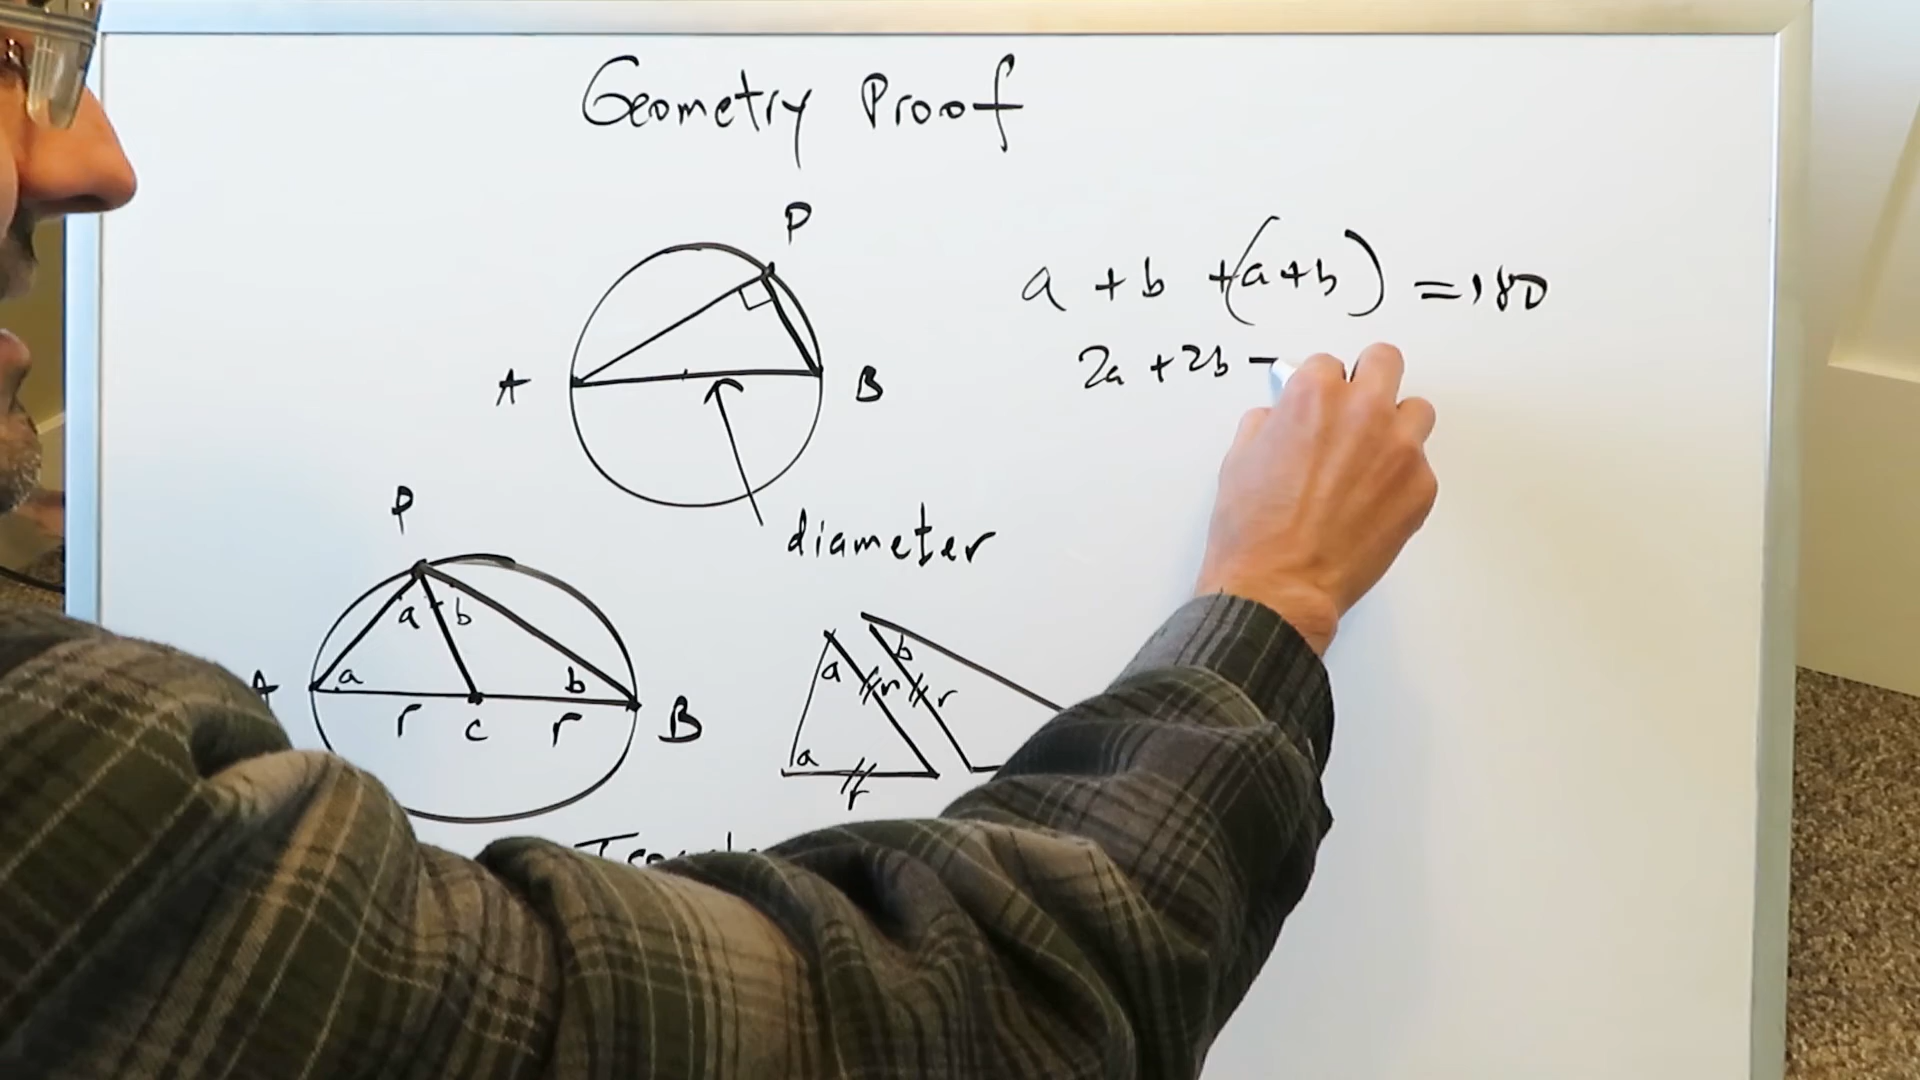 Geometry Proof
P
A
B
diameter
a + b + (a + b) = 180
2a + 2b =
P
a b
a b
A r c r B
a r b r
a r